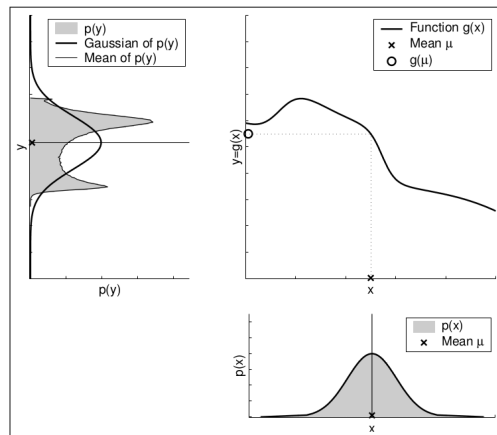 p(y)
Gaussian of p(y)
Mean of p(y)
y
p(y)
Function g(x)
Mean μ
g(μ)
y=g(x)
x
p(x)
Mean μ
p(x)
x